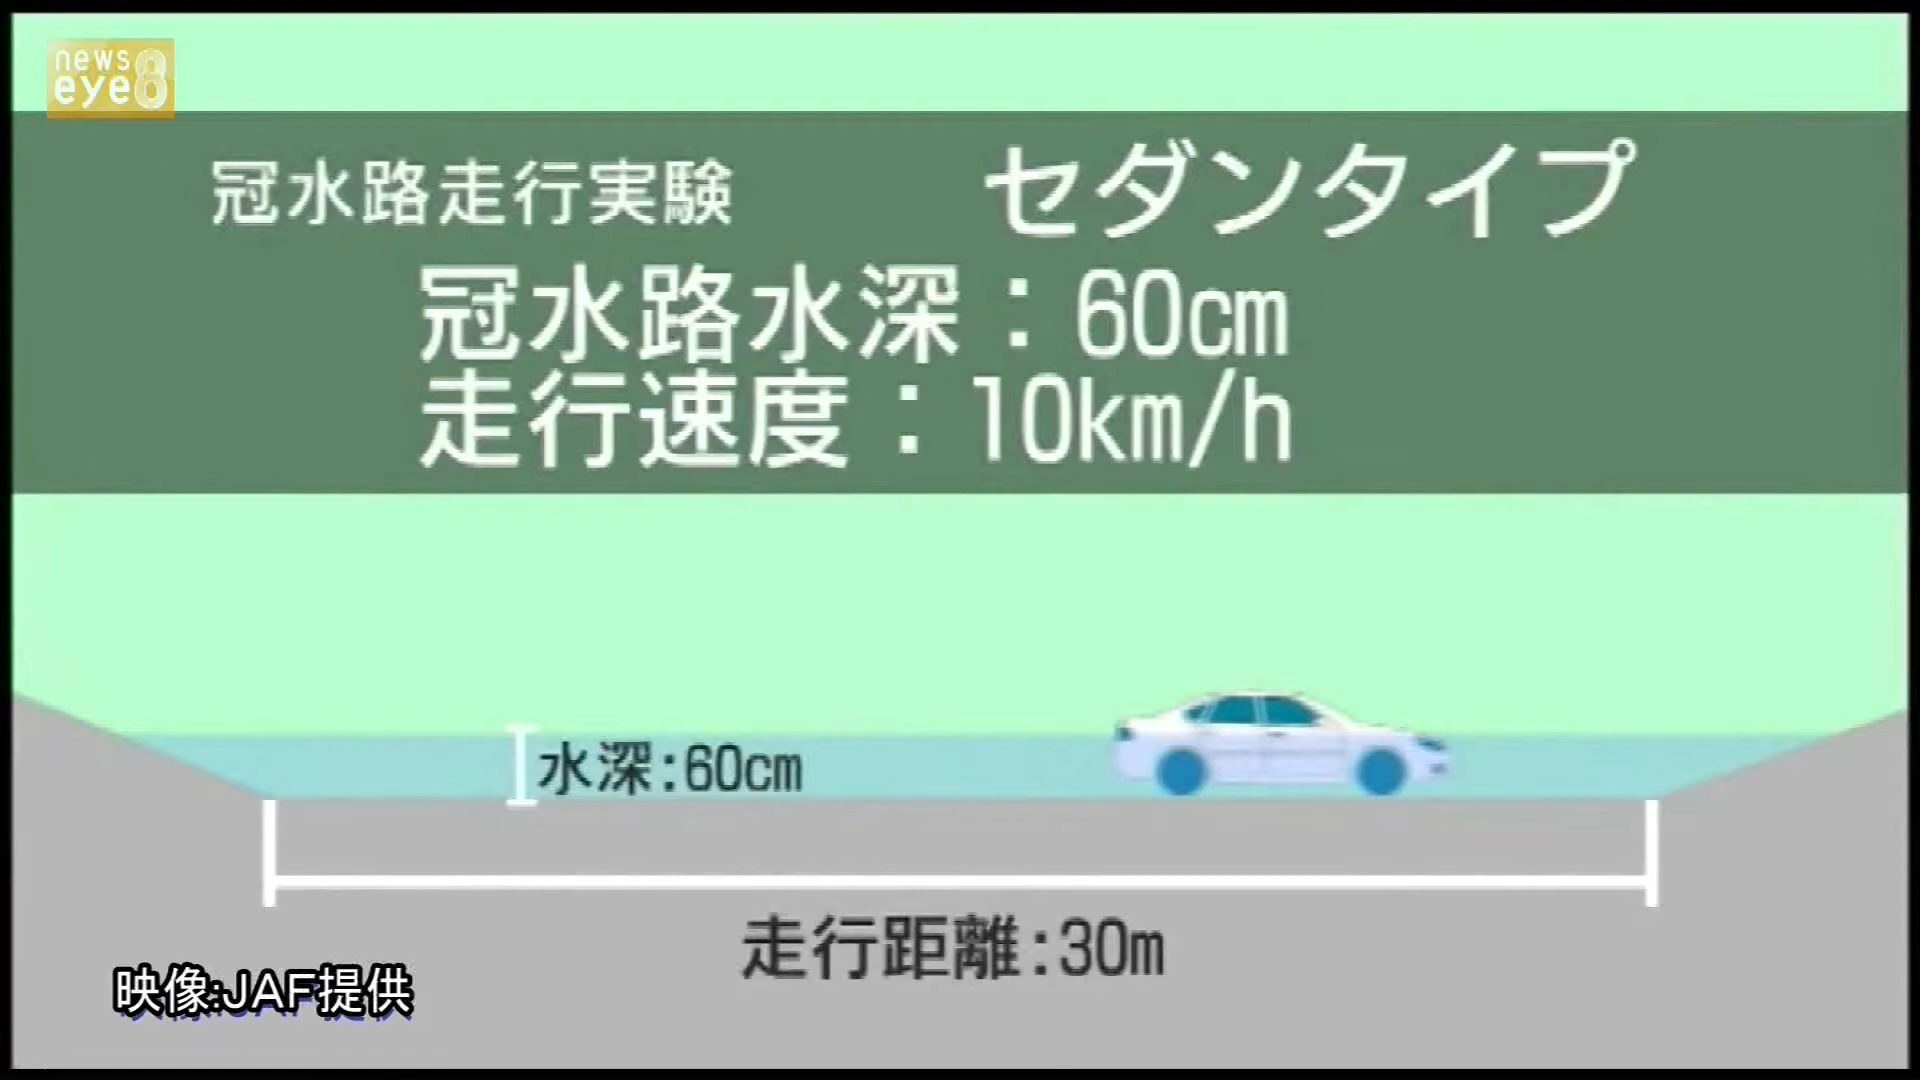 news
eye8
冠水路走行実験 セダンタイプ
冠水路水深：60cm
走行速度：10km/h
水深:60cm
走行距離:30m
映像:JAF提供